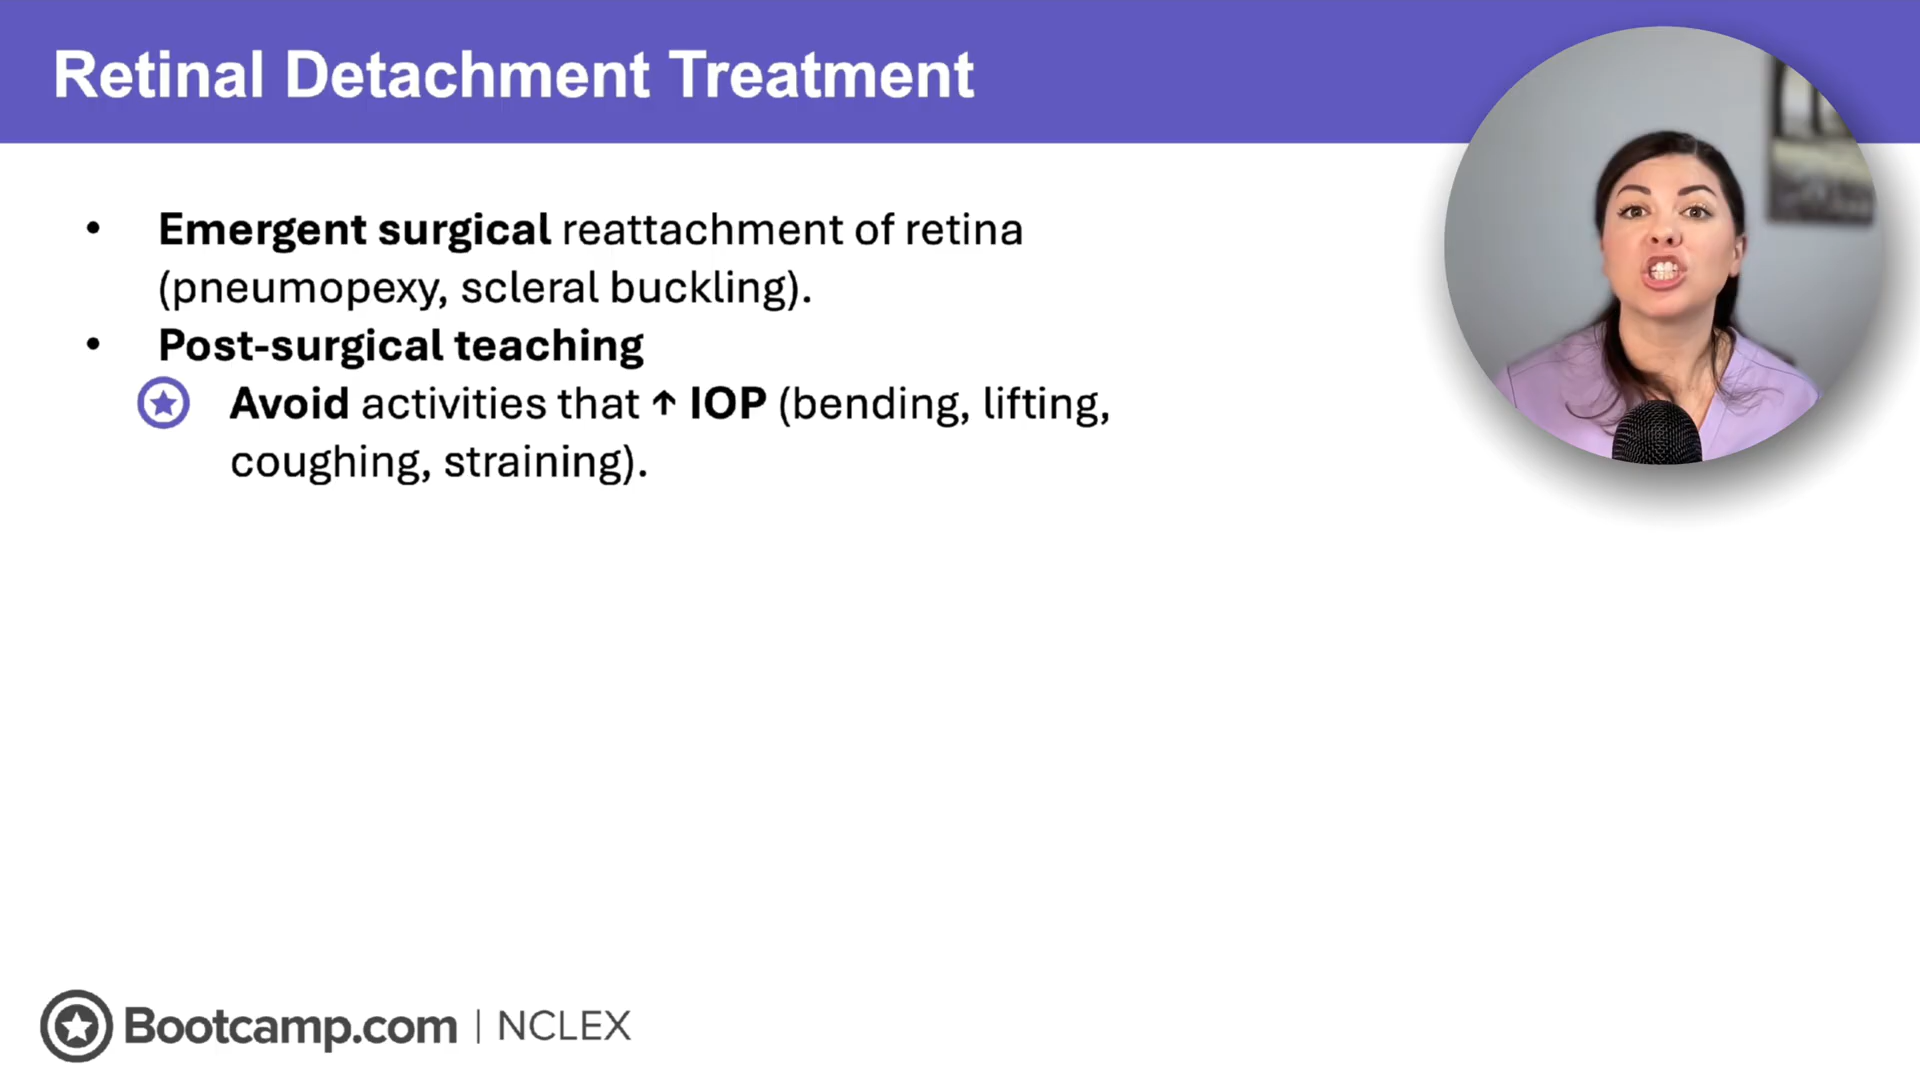 Retinal Detachment Treatment
• Emergent surgical reattachment of retina
(pneumopexy, scleral buckling).
• Post-surgical teaching
Avoid activities that ↑ IOP (bending, lifting,
coughing, straining).
Bootcamp.com | NCLEX